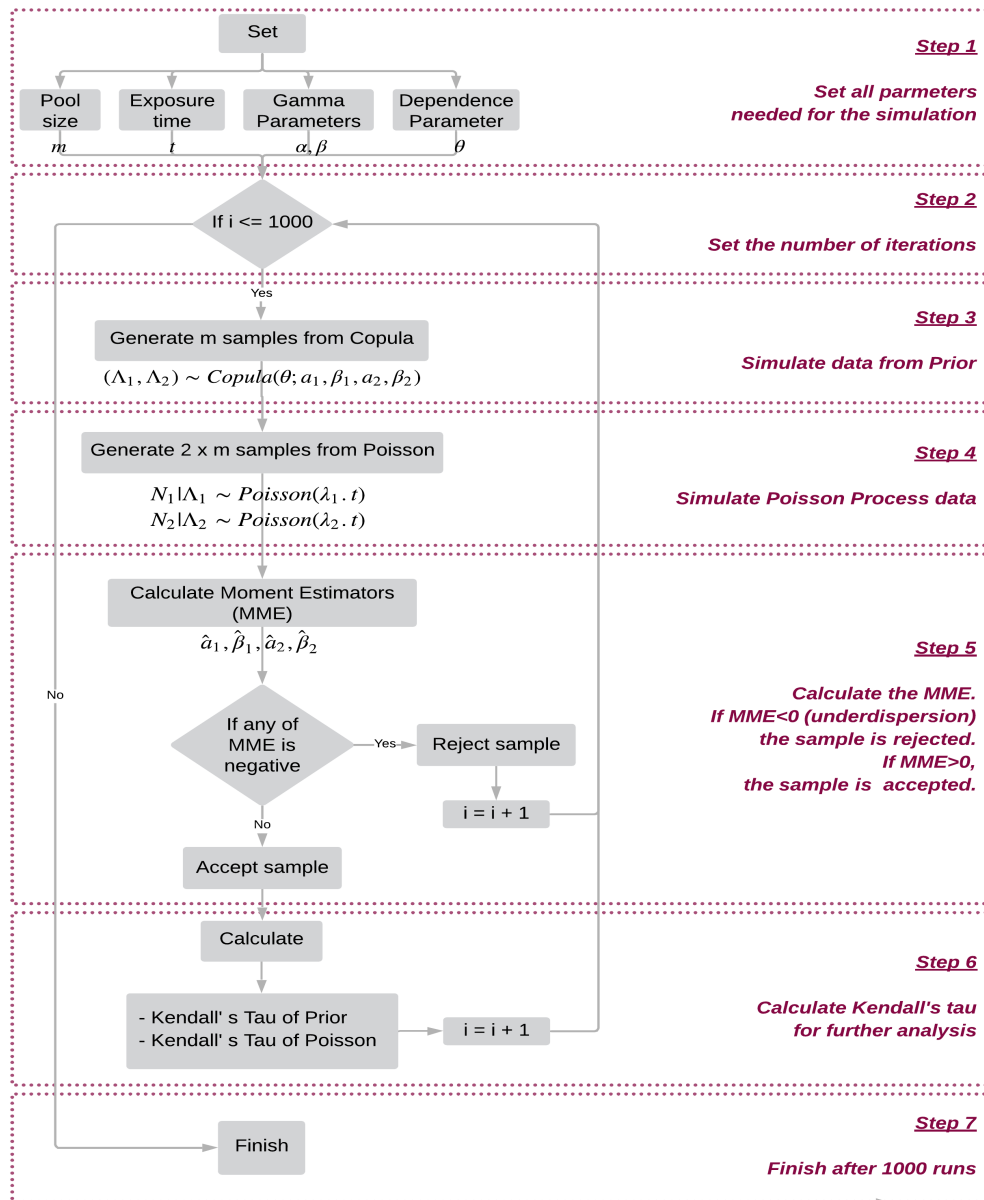 Set
Step 1
Pool
size
Exposure
time
Gamma
Parameters
Dependence
Parameter
Set all parmeters
needed for the simulation
m
t
α, β
θ
If i <= 1000
Step 2
Set the number of iterations
Yes
Generate m samples from Copula
(Λ₁, Λ₂) ~ Copula(θ; a₁, β₁, a₂, β₂)
Step 3
Simulate data from Prior
Generate 2 x m samples from Poisson
N₁|Λ₁ ~ Poisson(λ₁. t)
N₂|Λ₂ ~ Poisson(λ₂. t)
Step 4
Simulate Poisson Process data
Calculate Moment Estimators
(MME)
â₁, β̂₁, â₂, β̂₂
Step 5
Calculate the MME.
If MME<0 (underdispersion)
the sample is rejected.
If MME>0,
the sample is accepted.
No
If any of
MME is
negative
Yes
Reject sample
i = i + 1
No
Accept sample
Calculate
- Kendall' s Tau of Prior
- Kendall' s Tau of Poisson
i = i + 1
Step 6
Calculate Kendall's tau
for further analysis
Finish
Step 7
Finish after 1000 runs